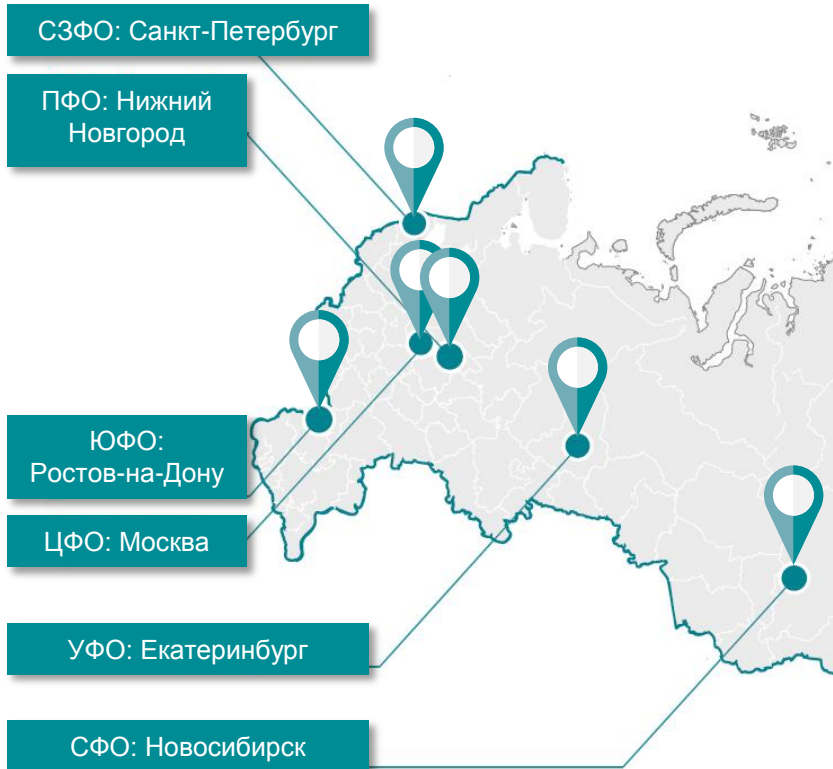 СЗФО: Санкт-Петербург
ПФО: Нижний
Новгород
ЮФО:
Ростов-на-Дону
ЦФО: Москва
УФО: Екатеринбург
СФО: Новосибирск